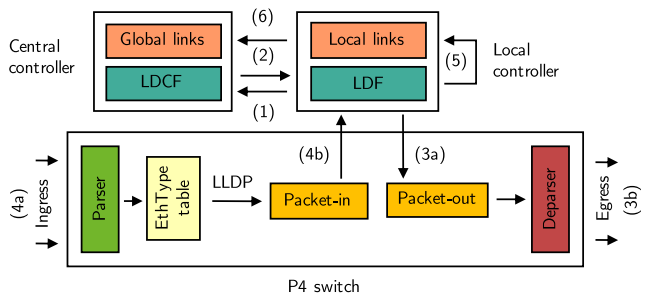 (6)
Central
controller
Global links
Local links
Local
controller
(2)
(5)
LDCF
LDF
(1)
(4b)
(3a)
(4a)
Ingress
Parser
EthType
table
LLDP
Packet-in
Packet-out
Deparser
Egress
(3b)
P4 switch